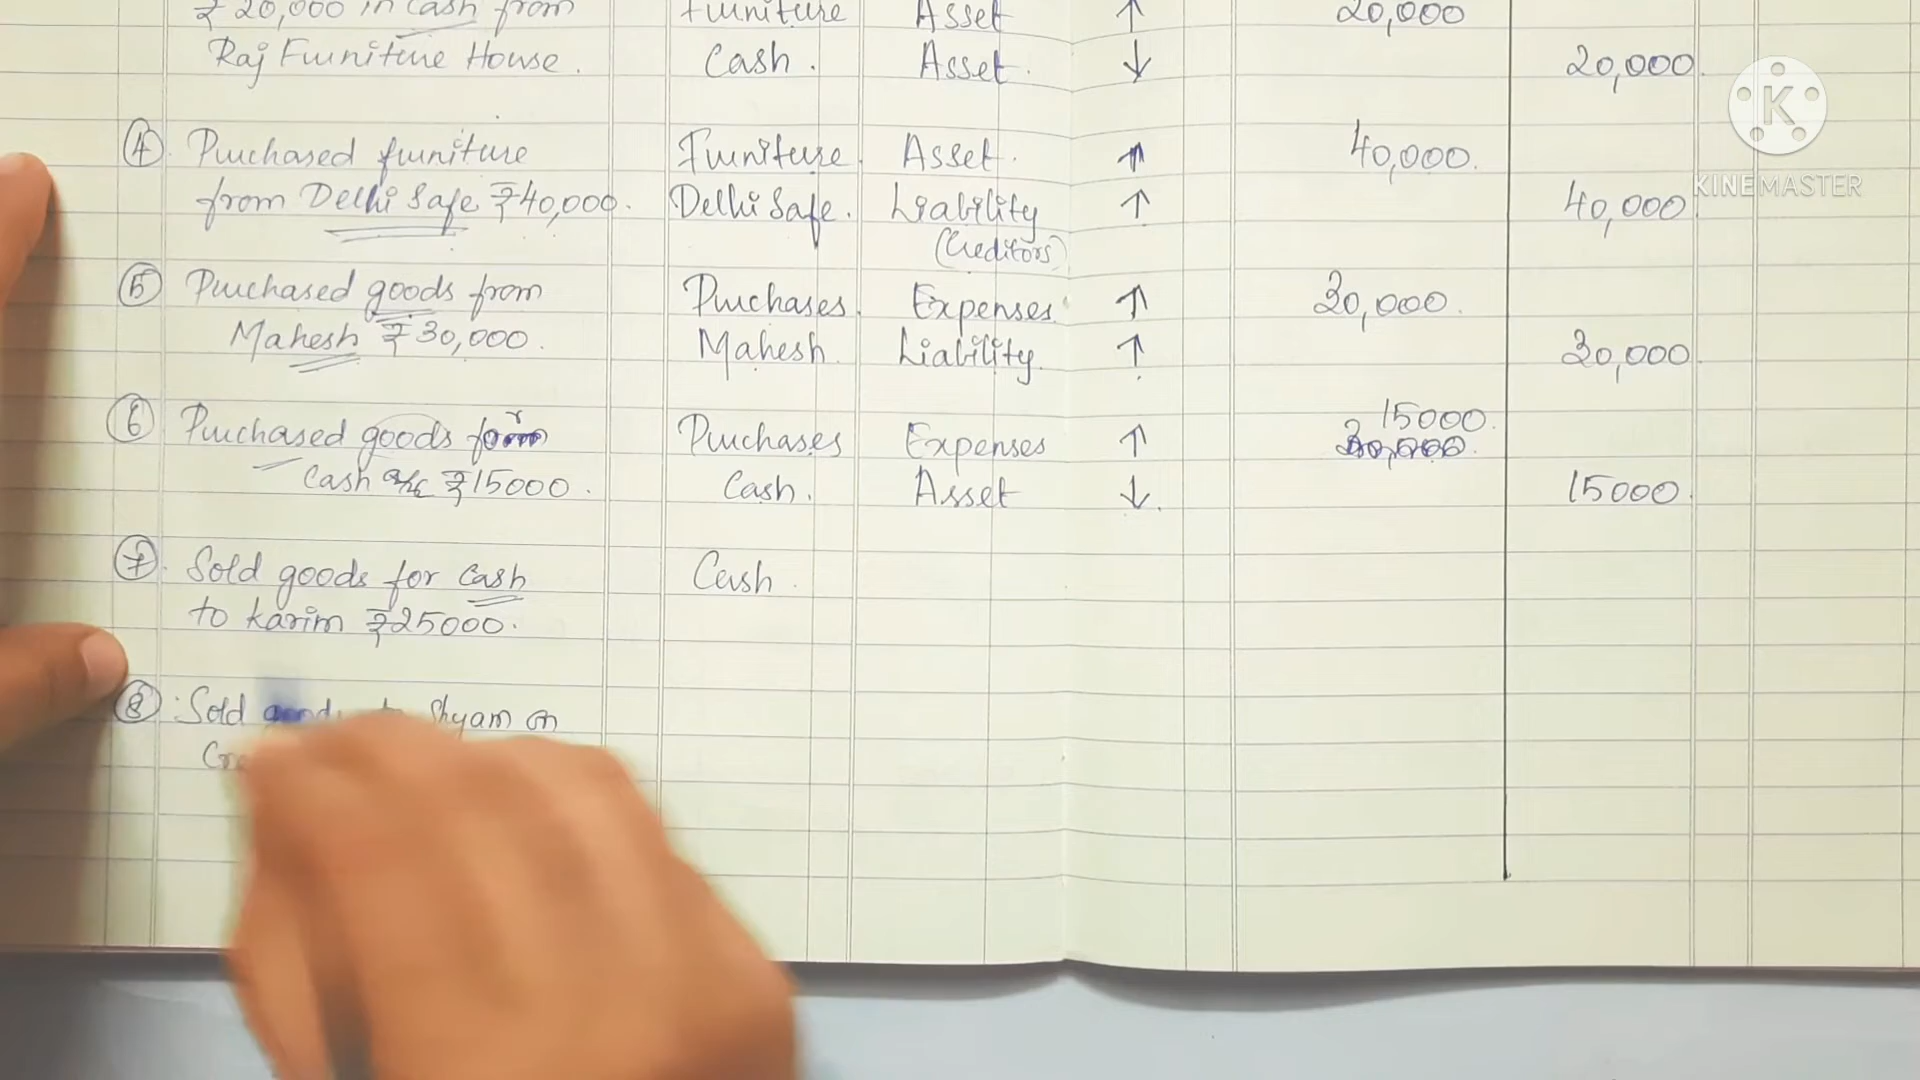 ₹ 20,000 in cash from Furniture Asset ↑ 20,000
Raj Furniture House. Cash. Asset. ↓ 20,000
④. Purchased furniture Furniture Asset. ↑ 40,000.
from Delhi Safe ₹40,000. Delhi Safe. Liability ↑ 40,000
(Creditors)
⑤ Purchased goods from Purchases Expenses ↑ 30,000.
Mahesh ₹30,000. Mahesh. Liability. ↑ 30,000
15000.
⑥ Purchased goods for Purchases Expenses ↑
Cash ₹15000. Cash. Asset ↓. 15000.
⑦. Sold goods for cash Cash.
to Karim ₹25000.
⑧. Sold Shyam on
K
KINEMASTER